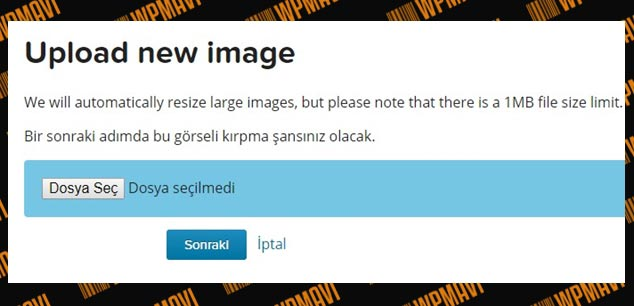 WPMAVI
Upload new image
We will automatically resize large images, but please note that there is a 1MB file size limit.
Bir sonraki adımda bu görseli kırpma şansınız olacak.
Dosya Seç Dosya seçilmedi
Sonraki İptal